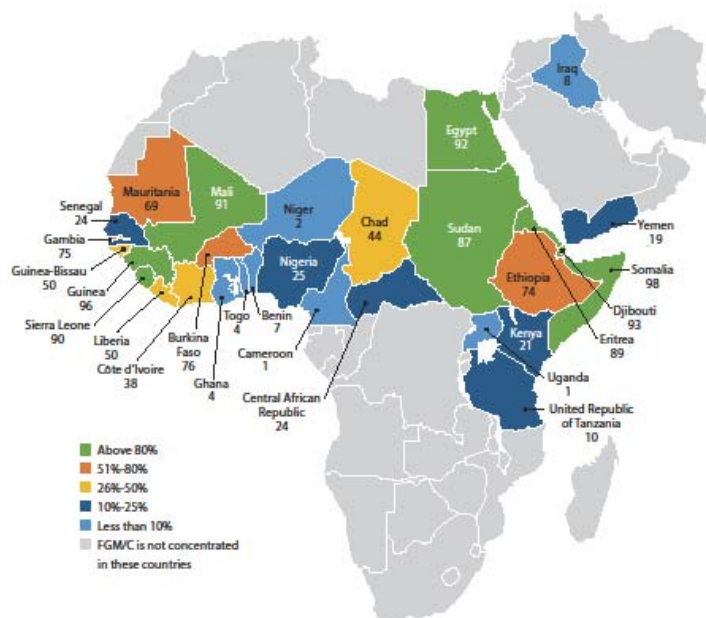 Iraq
8
Egypt
92
Mauritania
69
Mali
91
Niger
2
Chad
44
Sudan
87
Yemen
19
Senegal
24
Gambia
75
Guinea-Bissau
50
Guinea
96
Sierra Leone
90
Liberia
50
Côte d'Ivoire
38
Burkina
Faso
76
Ghana
4
Togo
4
Benin
7
Nigeria
25
Cameroon
1
Central African
Republic
24
Ethiopia
74
Somalia
98
Djibouti
93
Eritrea
89
Kenya
21
Uganda
1
United Republic
of Tanzania
10
Above 80%
51%-80%
26%-50%
10%-25%
Less than 10%
FGM/C is not concentrated
in these countries